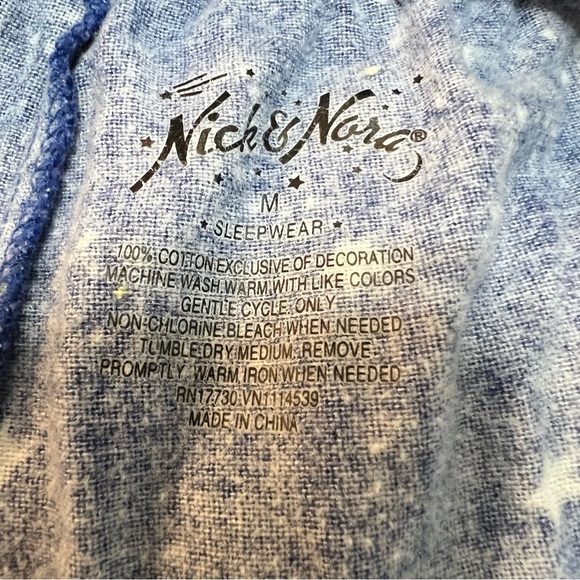 Nick & Nora®
M
SLEEPWEAR
100% COTTON EXCLUSIVE OF DECORATION
MACHINE WASH WARM WITH LIKE COLORS
GENTLE CYCLE ONLY
NON-CHLORINE BLEACH WHEN NEEDED
TUMBLE DRY MEDIUM REMOVE
PROMPTLY WARM IRON WHEN NEEDED
RN17730 VN1114539
MADE IN CHINA